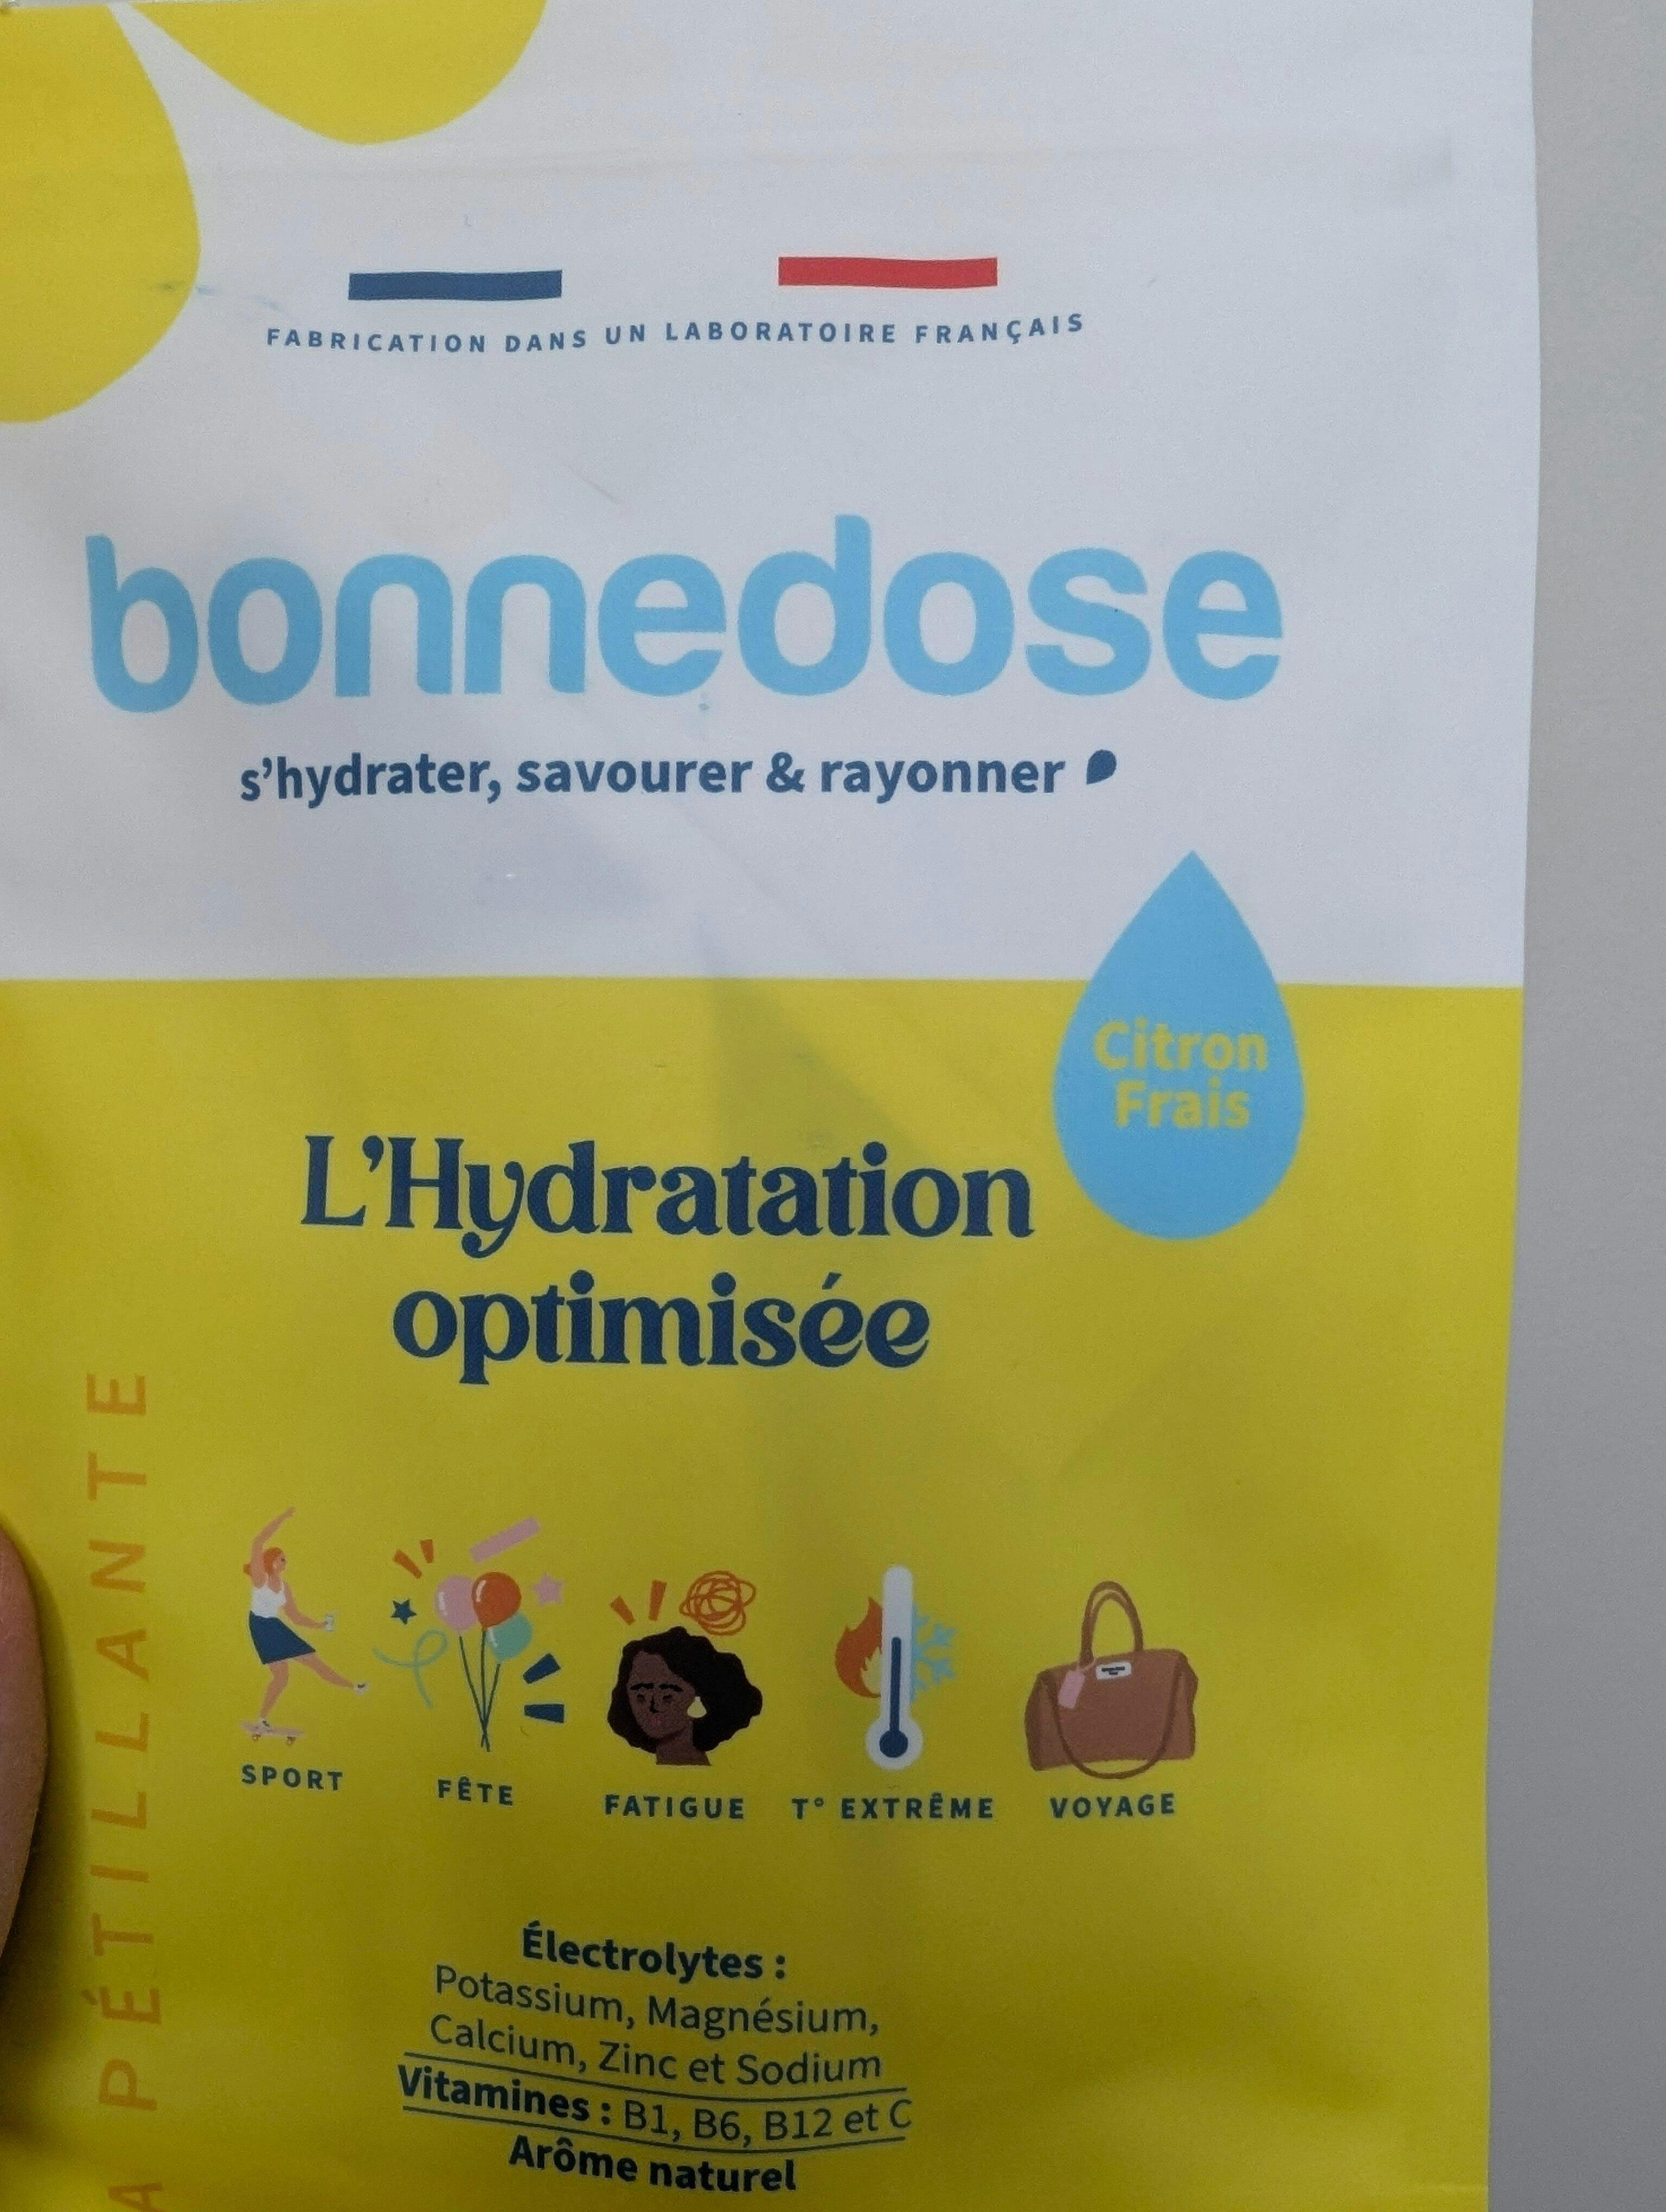 FABRICATION DANS UN LABORATOIRE FRANÇAIS
bonnedose
s'hydrater, savourer & rayonner
Citron
Frais
L'Hydratation
optimisée
SPORT
FÊTE
FATIGUE
T° EXTRÊME
VOYAGE
Électrolytes :
Potassium, Magnésium,
Calcium, Zinc et Sodium
Vitamines : B1, B6, B12 et C
Arôme naturel
PÉTILLANTE